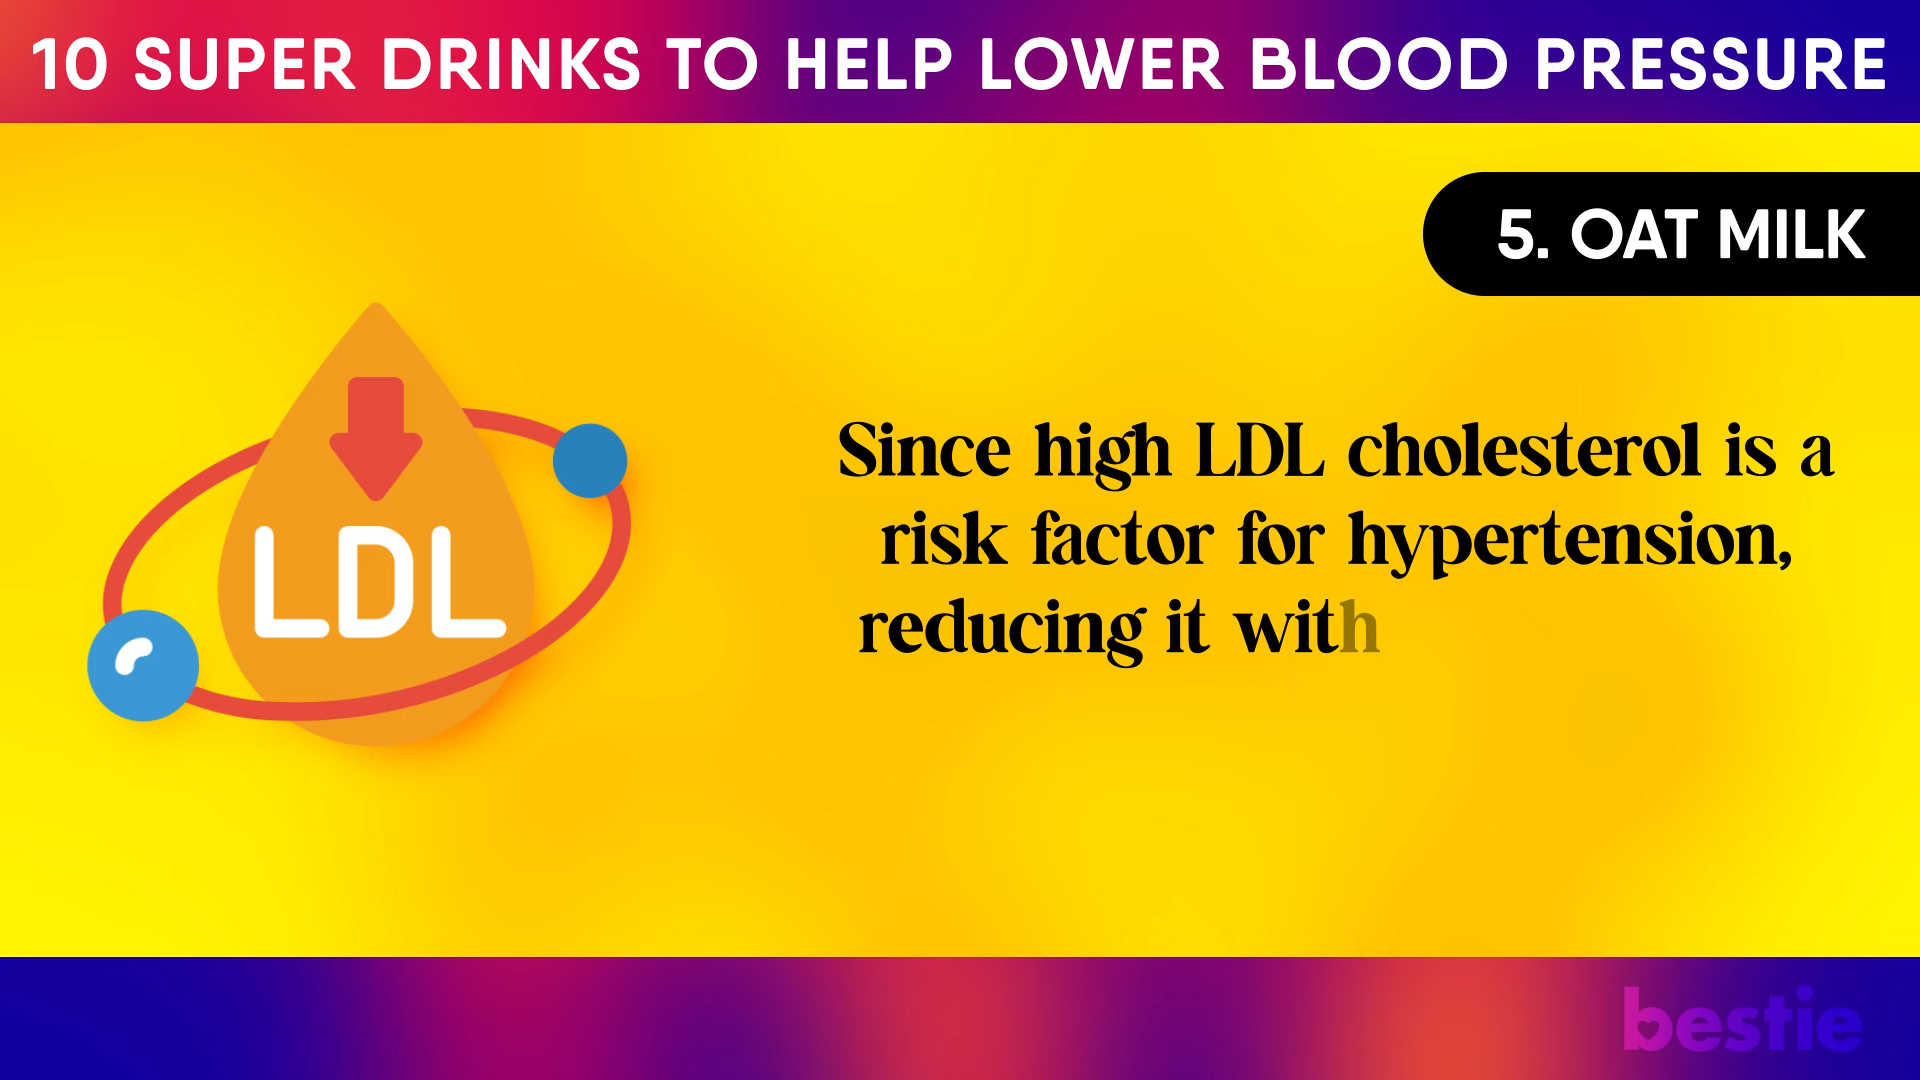 10 SUPER DRINKS TO HELP LOWER BLOOD PRESSURE
5. OAT MILK
LDL
Since high LDL cholesterol is a
risk factor for hypertension,
reducing it with
bestie